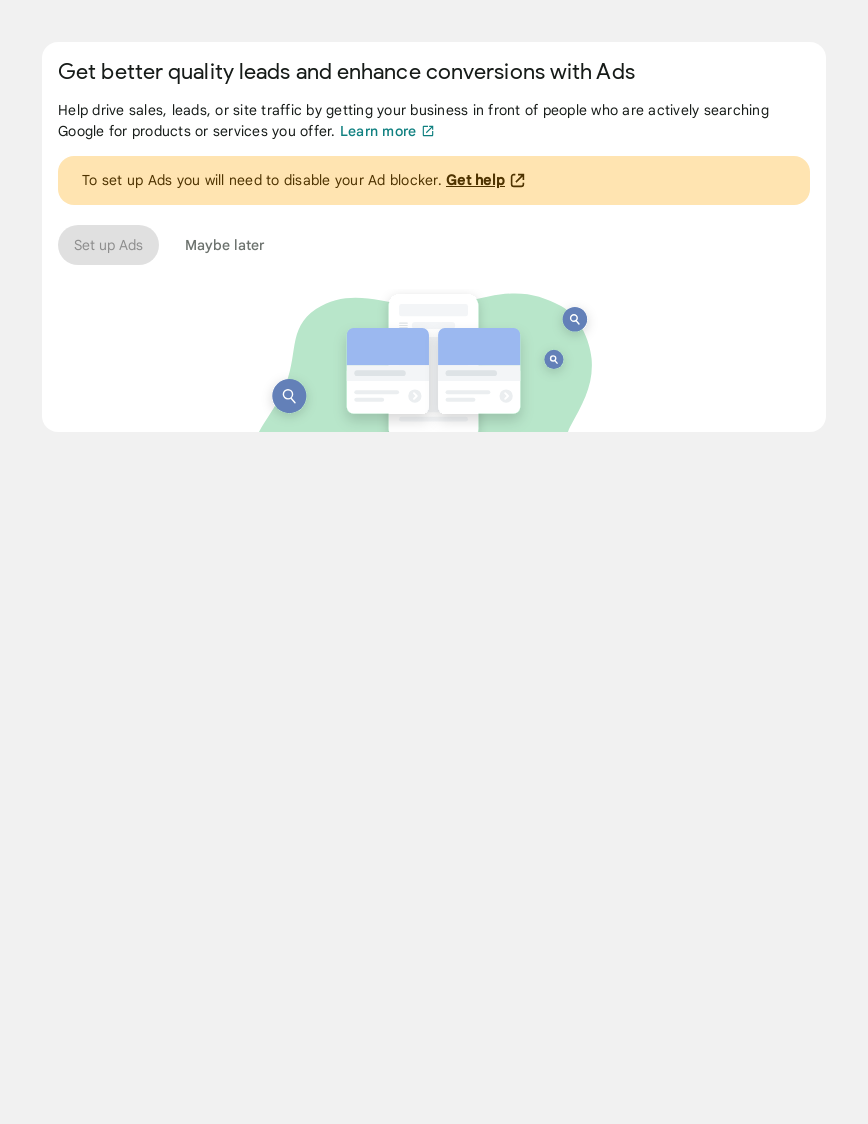 Get better quality leads and enhance conversions with Ads
Help drive sales, leads, or site traffic by getting your business in front of people who are actively searching
Google for products or services you offer. Learn more
To set up Ads you will need to disable your Ad blocker. Get help
Set up Ads Maybe later